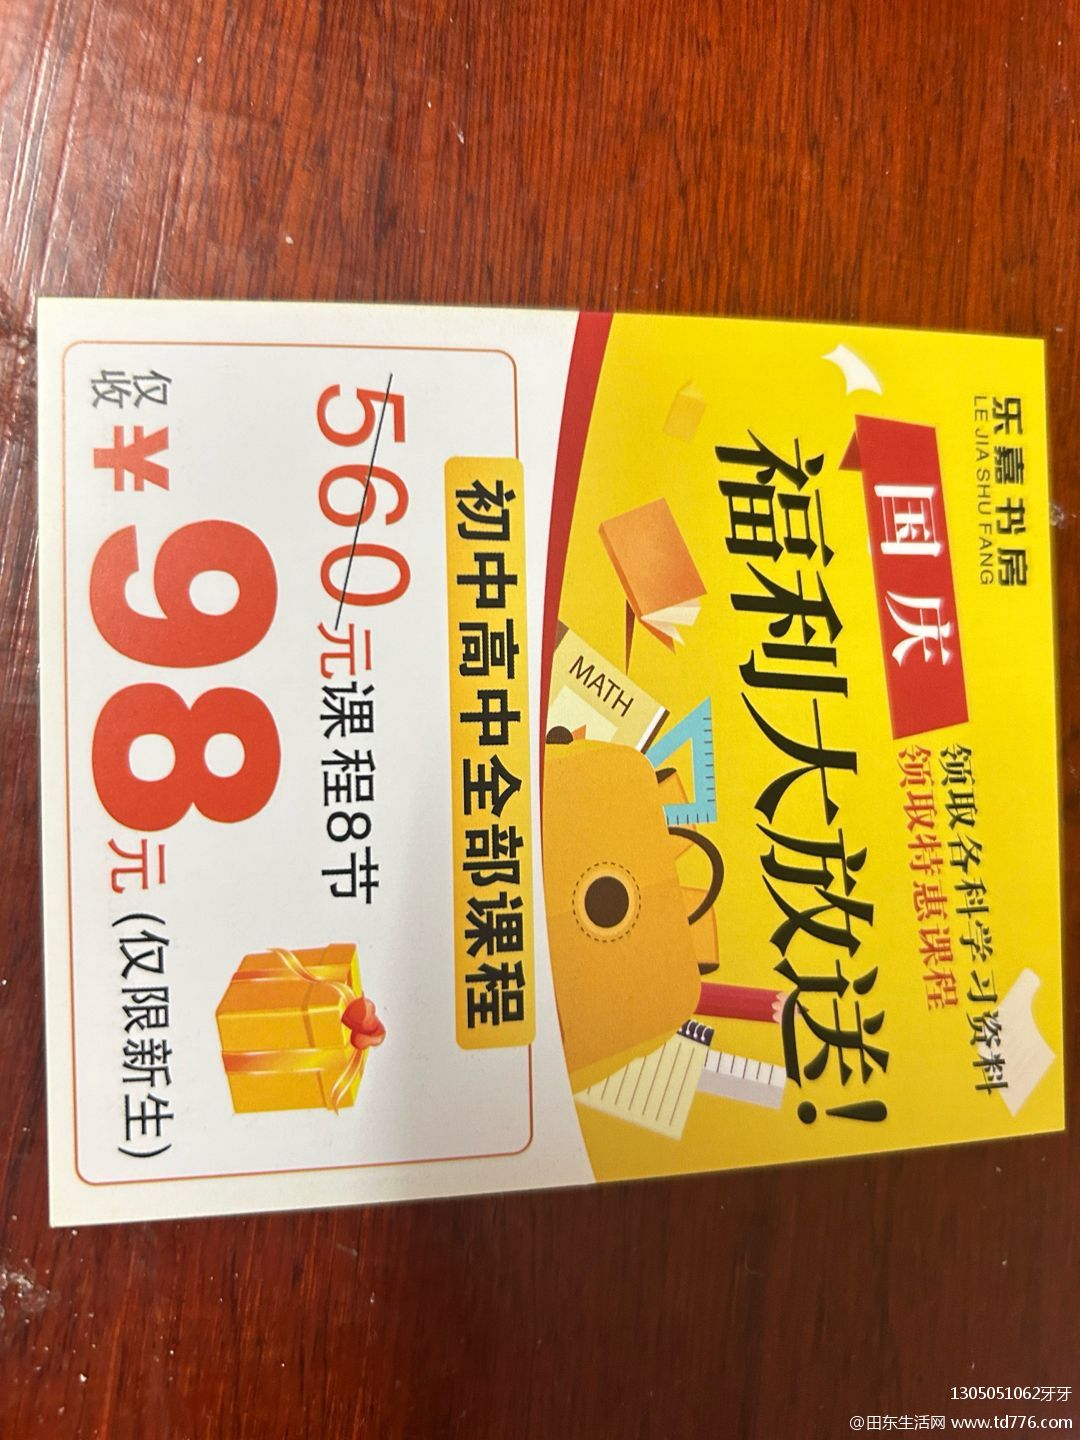 乐嘉书房
LE JIA SHU FANG
国庆
领取各科学习资料
领取特惠课程
福利大放送!
MATH
初中高中全部课程
560元课程8节
仅收¥98元(仅限新生)
1305051062牙牙
@田东生活网 www.td776.com